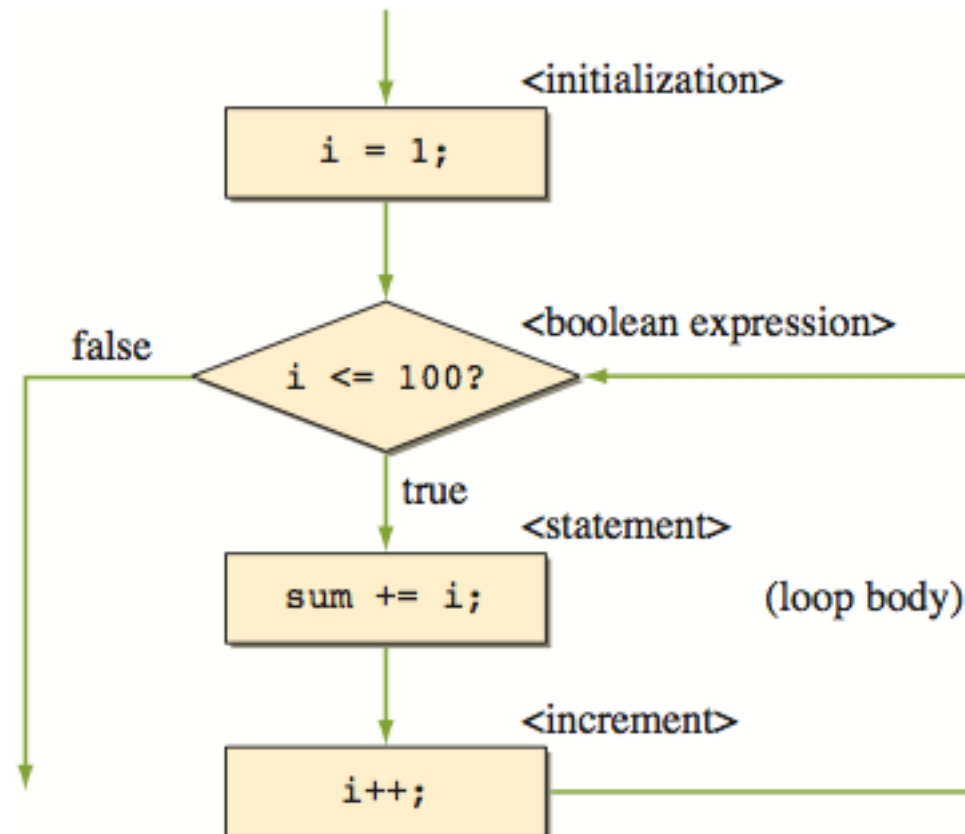 <initialization>
i = 1;
<boolean expression>
false
i <= 100?
true
<statement>
sum += i;
(loop body)
<increment>
i++;